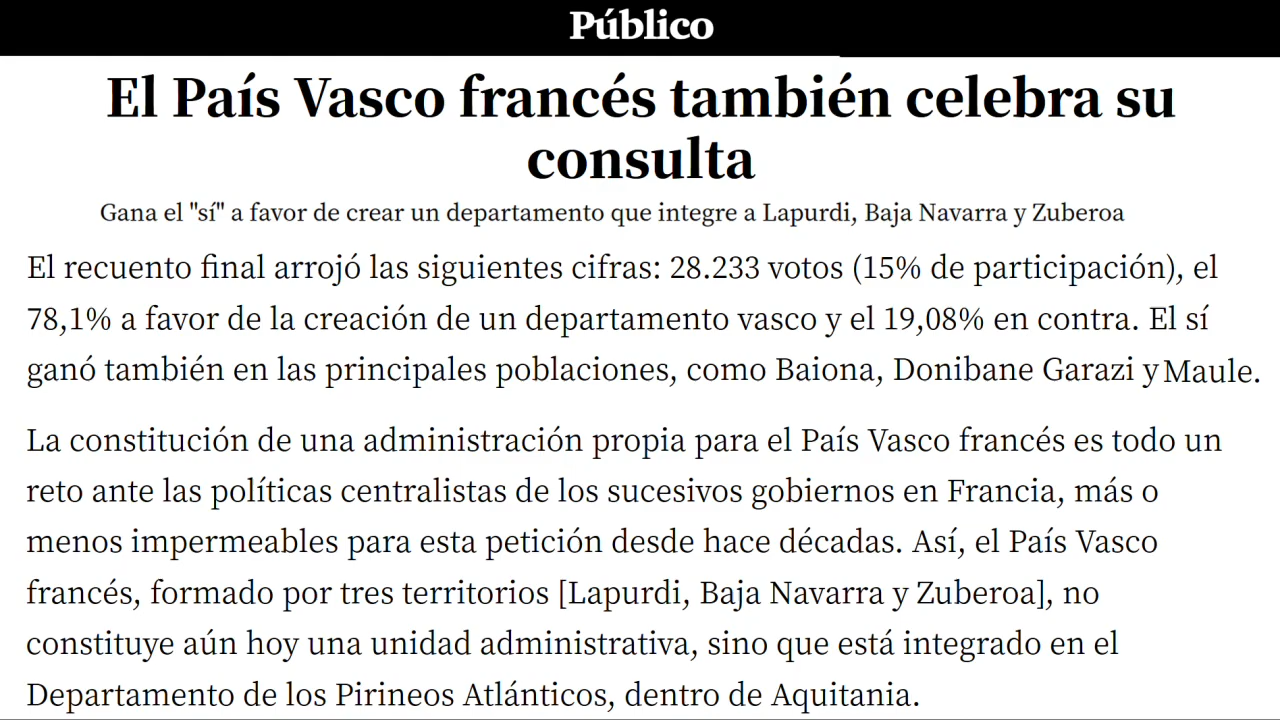 Público
El País Vasco francés también celebra su
consulta
Gana el "sí" a favor de crear un departamento que integre a Lapurdi, Baja Navarra y Zuberoa
El recuento final arrojó las siguientes cifras: 28.233 votos (15% de participación), el
78,1% a favor de la creación de un departamento vasco y el 19,08% en contra. El sí
ganó también en las principales poblaciones, como Baiona, Donibane Garazi y Maule.
La constitución de una administración propia para el País Vasco francés es todo un
reto ante las políticas centralistas de los sucesivos gobiernos en Francia, más o
menos impermeables para esta petición desde hace décadas. Así, el País Vasco
francés, formado por tres territorios [Lapurdi, Baja Navarra y Zuberoa], no
constituye aún hoy una unidad administrativa, sino que está integrado en el
Departamento de los Pirineos Atlánticos, dentro de Aquitania.